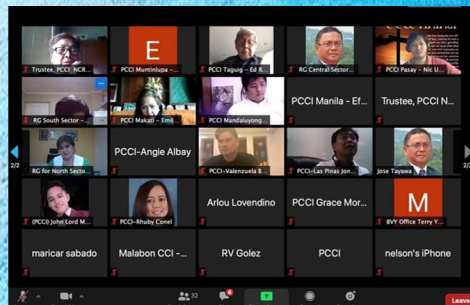 Trustee, PCCI_NCR...
E
PCCI Muntinlupa -...
PCCI Taguig - Ed R...
RG Central Sector...
PCCI Pasay - Nic U...
RG South Sector -...
PCCI Makati - Emil...
PCCI Mandaluyong...
PCCI Manila - Ef...
Trustee, PCCI N...
RG for North Secto...
PCCI-Angie Albay
PCCI-Valenzuela B...
PCCI-Las Pinas Jon...
Jose Tayawa
2/2
2/2
(PCCI) John Lord M...
PCCI-Rhuby Conel
Arlou Lovendino
PCCI Grace Mor...
M
BVY Office Terry Y...
maricar sabado
Malabon CCI -...
RV Golez
PCCI
nelson's iPhone
32
Leave